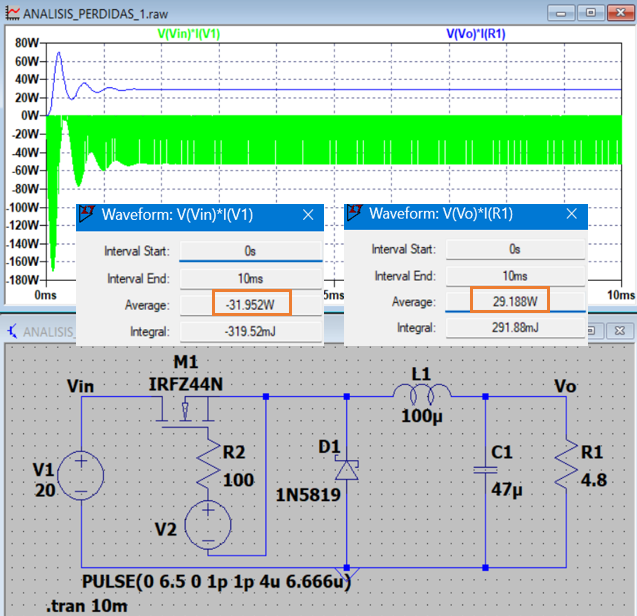 ANALISIS_PERDIDAS_1.raw
V(Vin)*I(V1) V(Vo)*I(R1)
80W
60W
40W
20W
0W
-20W
-40W
-60W
-80W
-100W
-120W
-140W
-160W
-180W
0ms 5ms 10ms
Waveform: V(Vin)*I(V1)
Interval Start: 0s
Interval End: 10ms
Average: -31.952W
Integral: -319.52mJ
Waveform: V(Vo)*I(R1)
Interval Start: 0s
Interval End: 10ms
Average: 29.188W
Integral: 291.88mJ
ANALISIS_
M1
IRFZ44N
Vin
L1
100µ
Vo
V1
20
R2
100
D1
1N5819
C1
47µ
R1
4.8
V2
PULSE(0 6.5 0 1p 1p 4u 6.666u)
.tran 10m